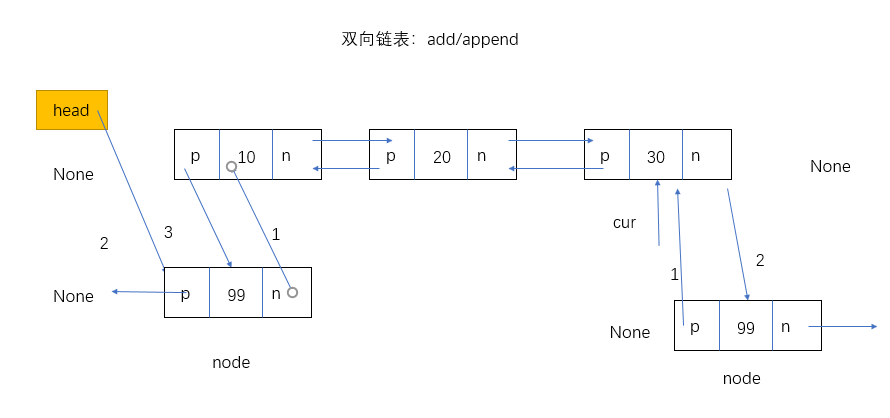 双向链表：add/append
head
p 10 n
p 20 n
p 30 n
None
None
cur
2
3
1
2
1
None
p 99 n
None
p 99 n
node
node